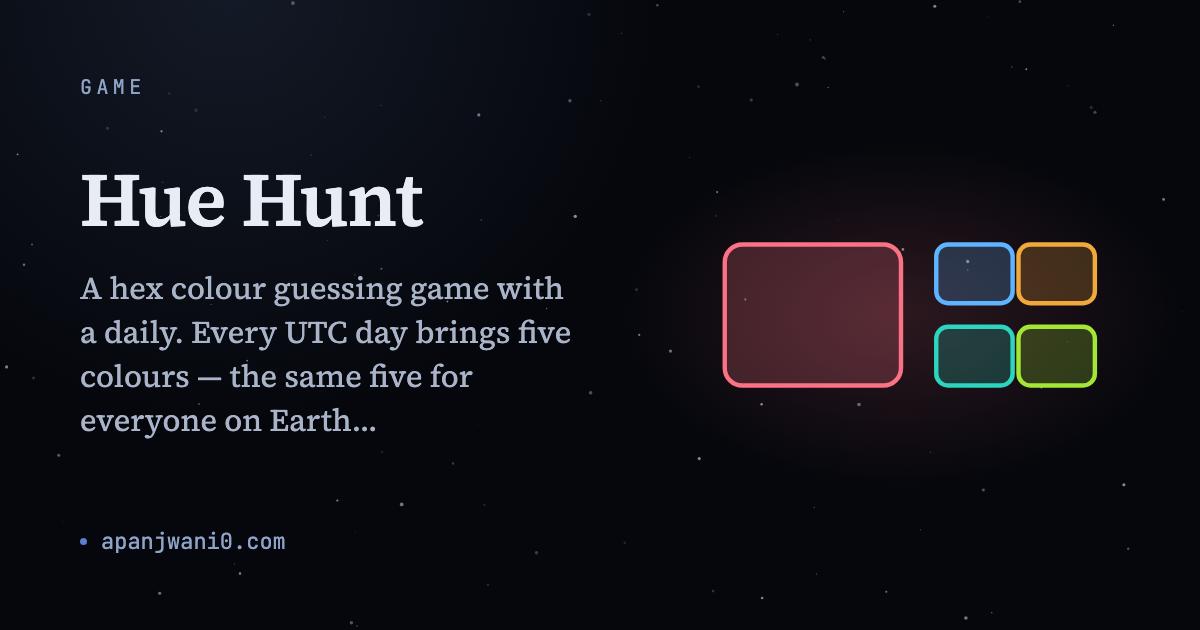 GAME
Hue Hunt
A hex colour guessing game with
a daily. Every UTC day brings five
colours — the same five for
everyone on Earth...
apanjwani0.com